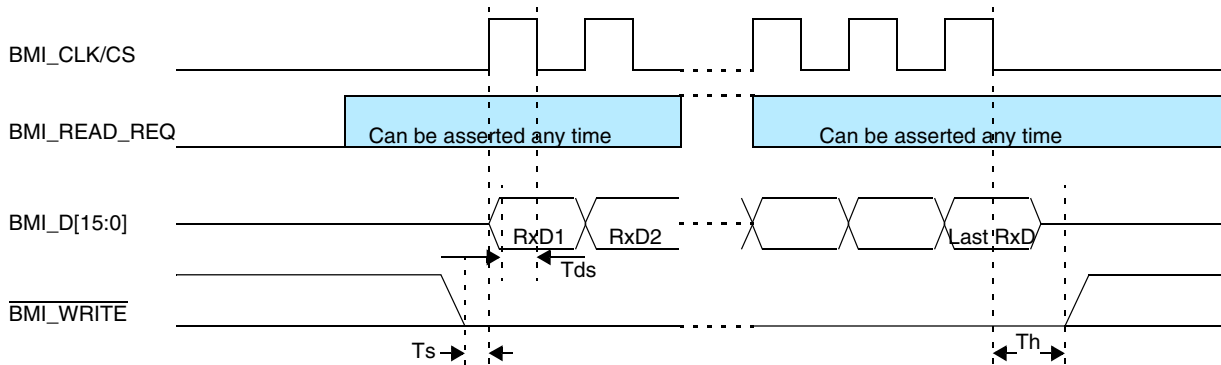 BMI_CLK/CS
BMI_READ_REQ
Can be asserted any time
Can be asserted any time
BMI_D[15:0]
RxD1
RxD2
Last RxD
Tds
BMI_WRITE
Ts
Th